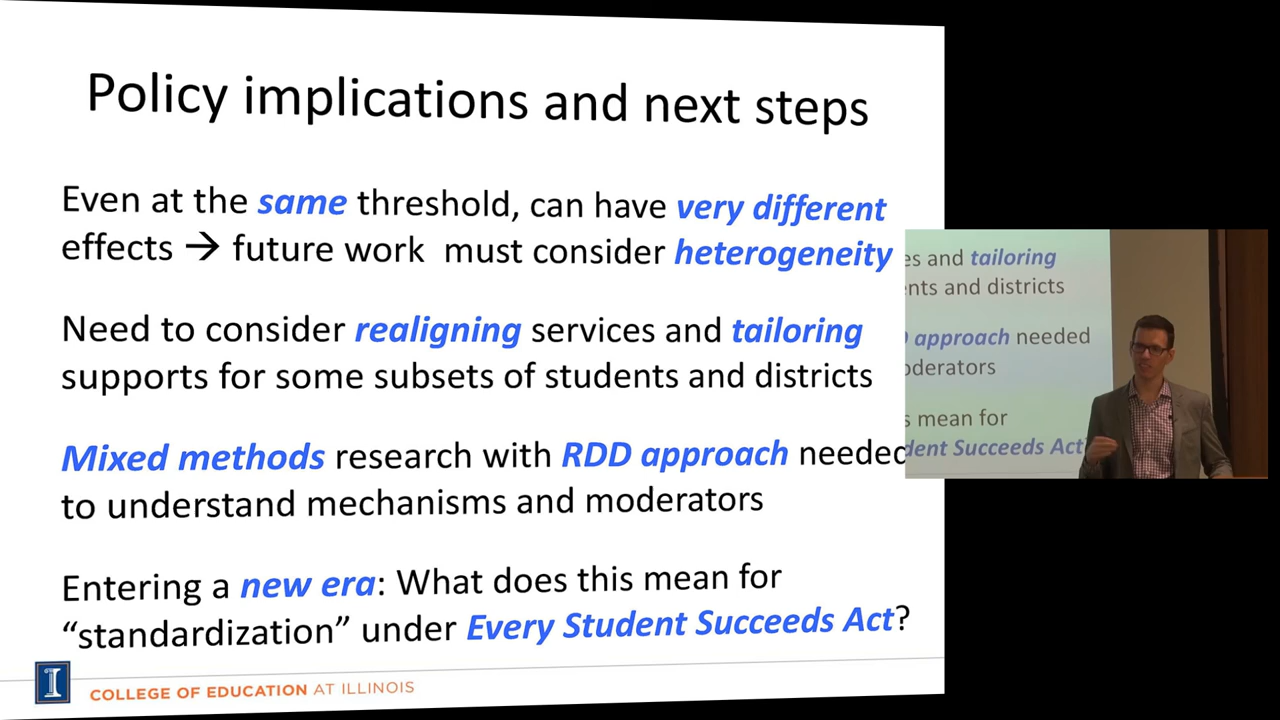 Policy implications and next steps
Even at the same threshold, can have very different
effects → future work must consider heterogeneity
Need to consider realigning services and tailoring
supports for some subsets of students and districts
Mixed methods research with RDD approach needed
to understand mechanisms and moderators
Entering a new era: What does this mean for
“standardization” under Every Student Succeeds Act?
I
COLLEGE OF EDUCATION AT ILLINOIS
es and tailoring
nts and districts
approach needed
oderators
s mean for
dent Succeeds Act